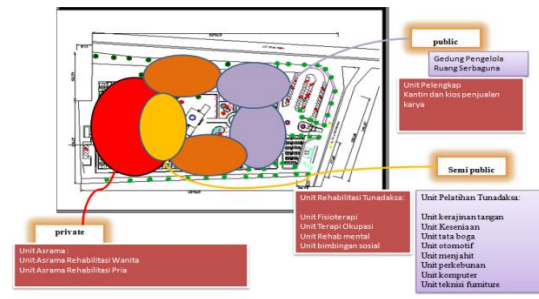 public
Gedung Pengelola
Ruang Serbaguna
Unit Pelengkap
Kantin dan kios penjualan
karya
Semi public
Unit Rehabilitasi Tunadaksa:
Unit Fisioterapi
Unit Terapi Okupasi
Unit Rehab mental
Unit bimbingan sosial
Unit Pelatihan Tunadaksa:
Unit kerajinan tangan
Unit Keseniaan
Unit tata boga
Unit otomotif
Unit menjahit
Unit perkebunan
Unit komputer
Unit teknisi furniture
private
Unit Asrama :
Unit Asrama Rehabilitasi Wanita
Unit Asrama Rehabilitasi Pria